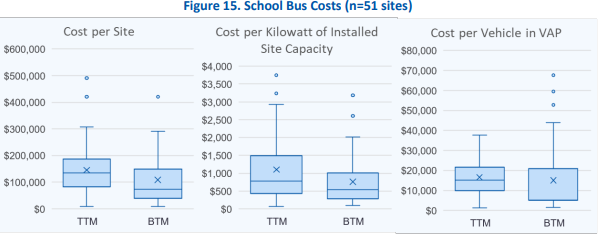 Figure 15. School Bus Costs (n=51 sites)
Cost per Site
$600,000
$500,000
$400,000
$300,000
$200,000
$100,000
$0
TTM
BTM
Cost per Kilowatt of Installed
Site Capacity
$4,000
$3,500
$3,000
$2,500
$2,000
$1,500
$1,000
$500
$0
TTM
BTM
Cost per Vehicle in VAP
$80,000
$70,000
$60,000
$50,000
$40,000
$30,000
$20,000
$10,000
$0
TTM
BTM